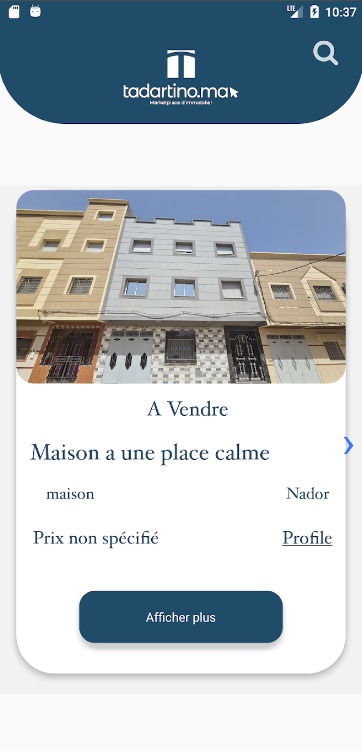 LTE
10:37
tadartino.ma
Marketplace d'immobilier
A Vendre
Maison a une place calme
maison
Nador
Prix non spécifié
Profile
Afficher plus